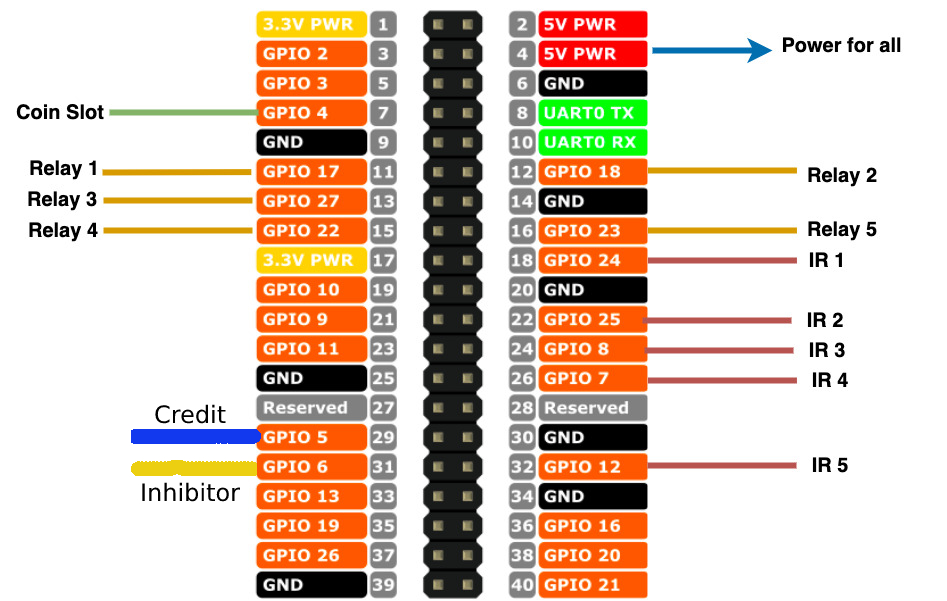 3.3V PWR 1 2 5V PWR
GPIO 2 3 4 5V PWR Power for all
GPIO 3 5 6 GND
Coin Slot GPIO 4 7 8 UART0 TX
GND 9 10 UART0 RX
Relay 1 GPIO 17 11 12 GPIO 18 Relay 2
Relay 3 GPIO 27 13 14 GND
Relay 4 GPIO 22 15 16 GPIO 23 Relay 5
3.3V PWR 17 18 GPIO 24 IR 1
GPIO 10 19 20 GND
GPIO 9 21 22 GPIO 25 IR 2
GPIO 11 23 24 GPIO 8 IR 3
GND 25 26 GPIO 7 IR 4
Reserved 27 28 Reserved
Credit
GPIO 5 29 30 GND
GPIO 6 31 32 GPIO 12 IR 5
Inhibitor
GPIO 13 33 34 GND
GPIO 19 35 36 GPIO 16
GPIO 26 37 38 GPIO 20
GND 39 40 GPIO 21